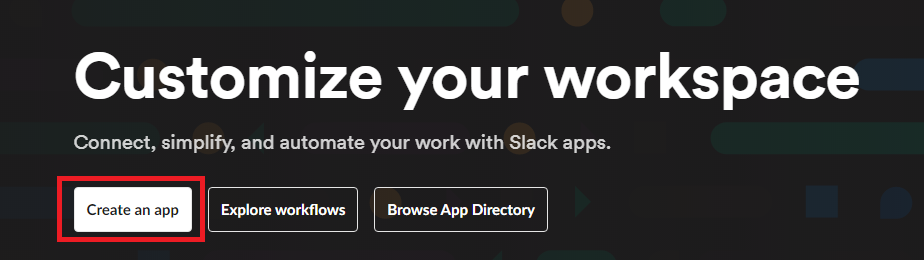 Customize your workspace
Connect, simplify, and automate your work with Slack apps.
Create an app Explore workflows Browse App Directory